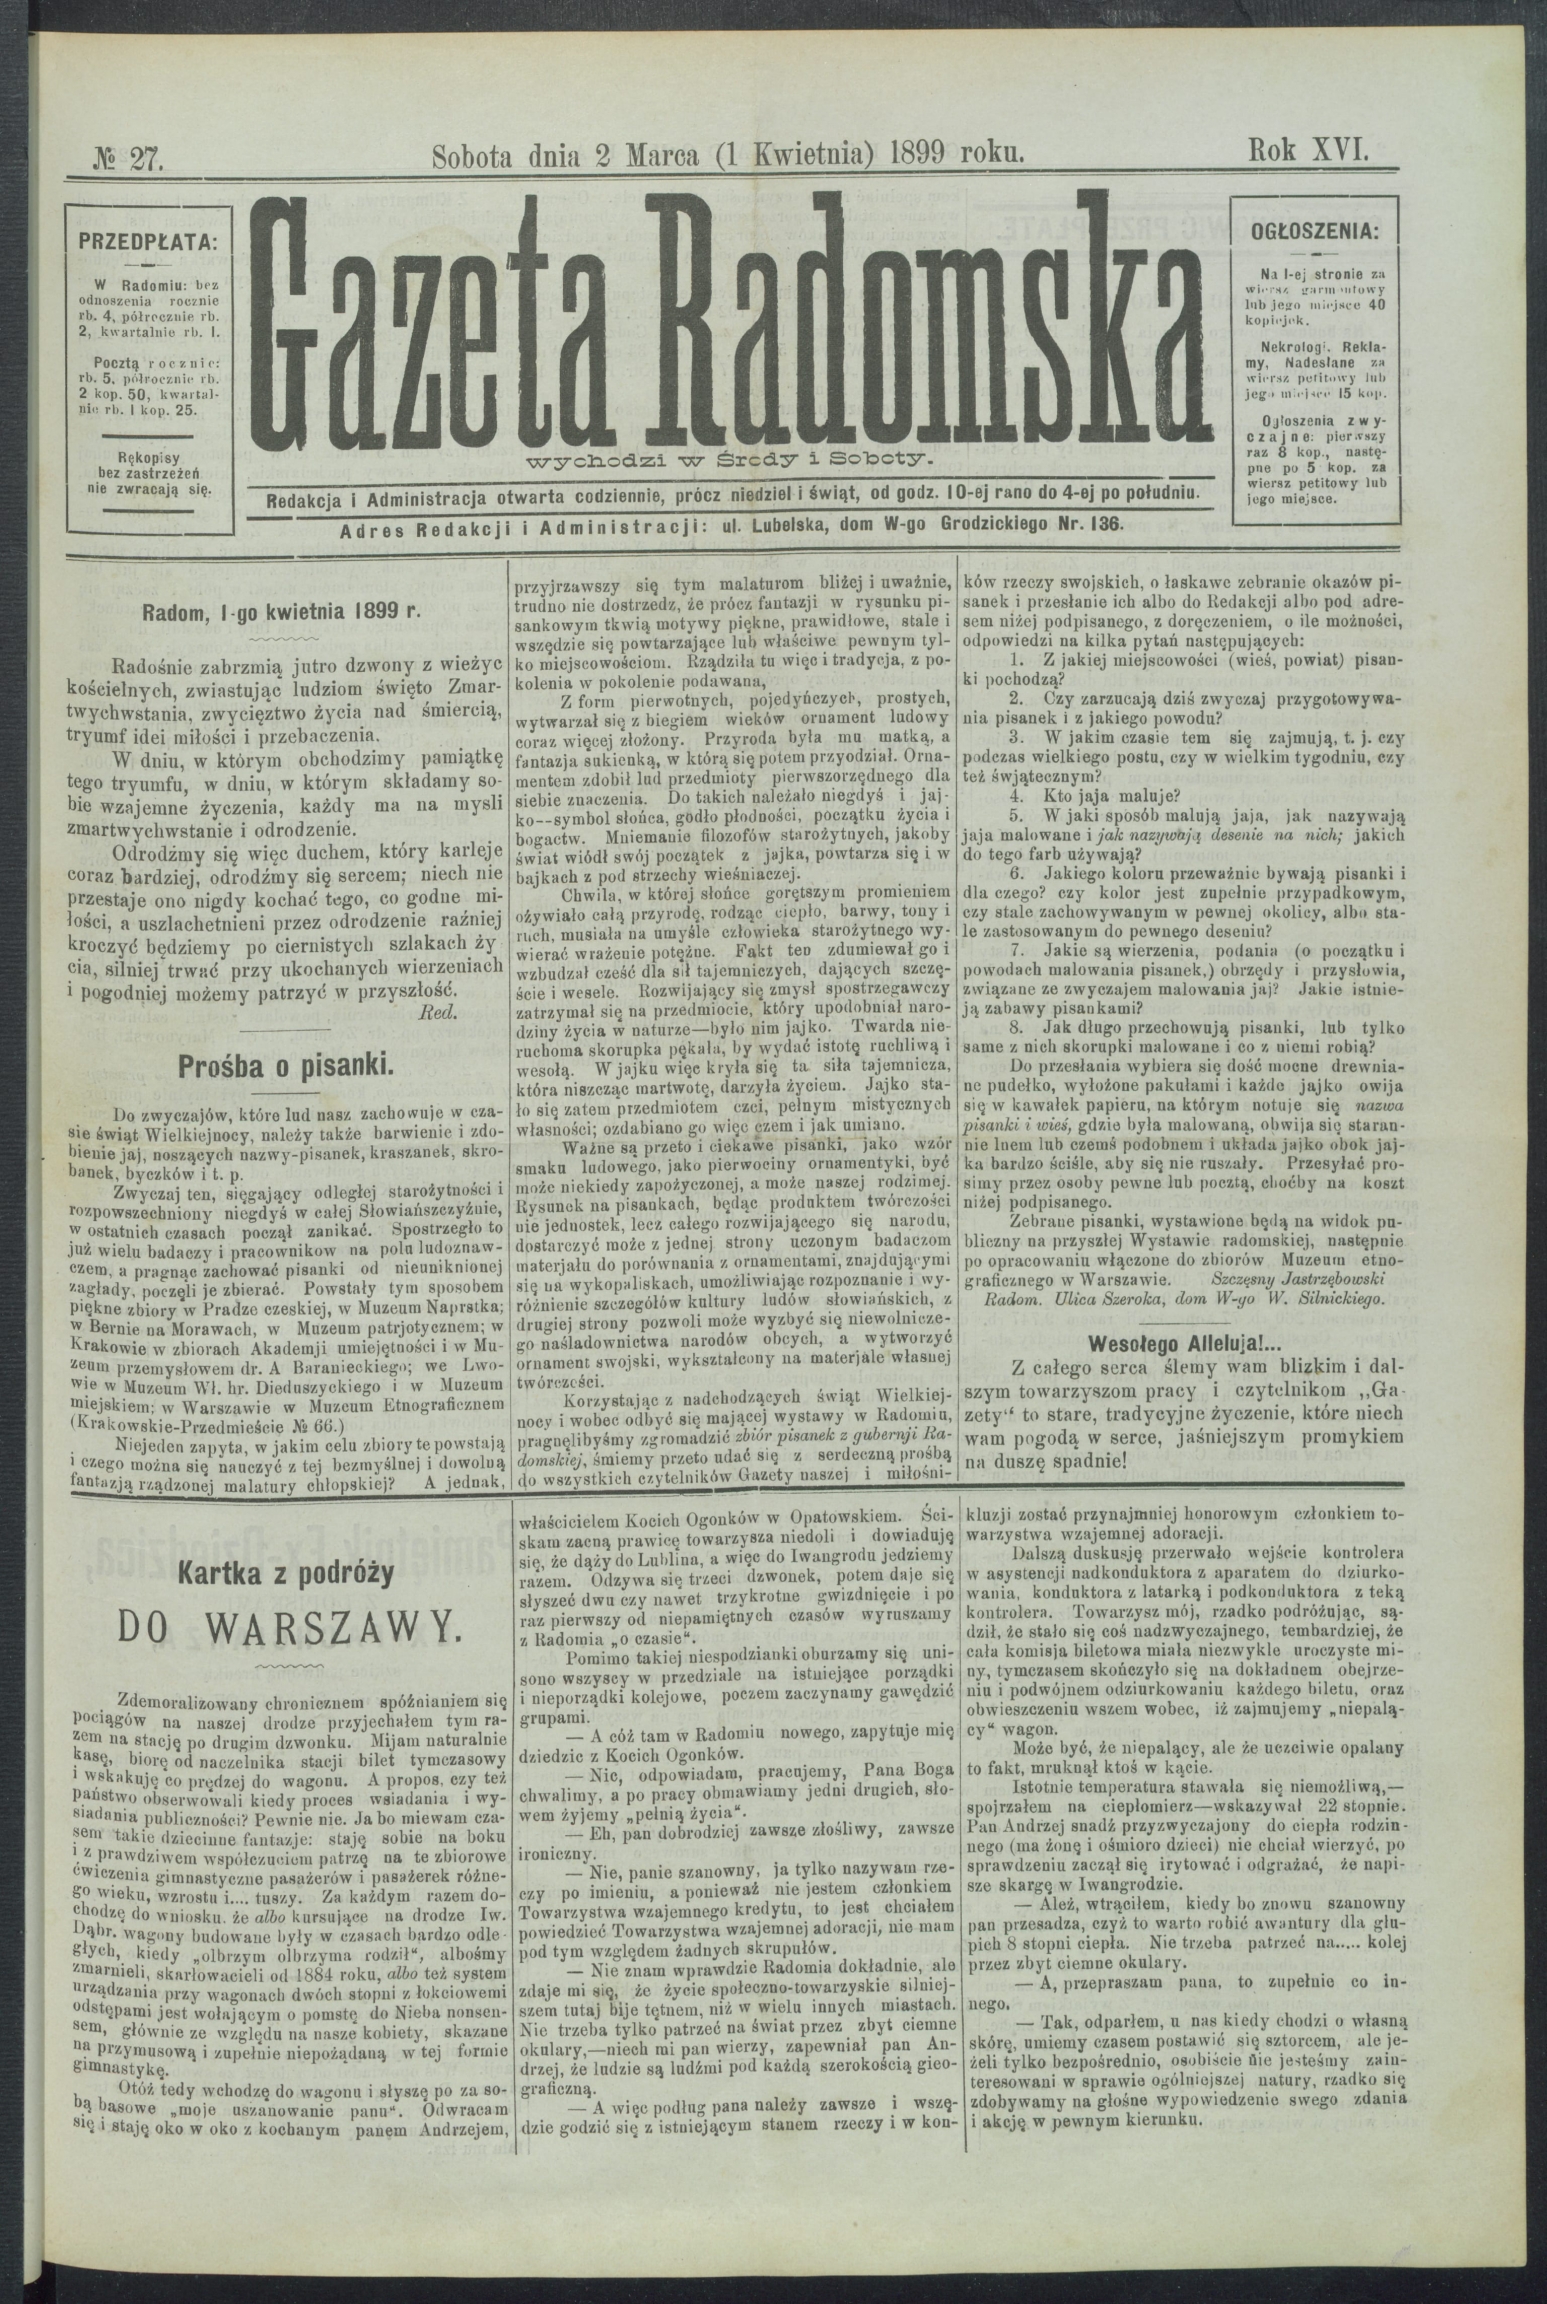 № 27.
Sobota dnia 2 Marca (1 Kwietnia) 1899 roku.
Rok XVI.
PRZEDPŁATA:
W Radomiu: bez
odnoszenia rocznie
rb. 4, półrocznie rb.
2, kwartalnie rb. 1.
Pocztą rocznie:
rb. 5, półrocznie rb.
2 kop. 50, kwartal-
nie rb. 1 kop. 25.
Rękopisy
bez zastrzeżeń
nie zwracają się.
Gazeta Radomska
wychodzi w Środy i Soboty.
Redakcja i Administracja otwarta codziennie, prócz niedziel i świąt, od godz. 10-ej rano do 4-ej po południu.
Adres Redakcji i Administracji: ul. Lubelska, dom W-go Grodzickiego Nr. 136.
OGŁOSZENIA:
Na 1-ej stronie za
wiersz garmontowy
lub jego miejsce 40
kopiejek.
Nekrologi, Rekla-
my, Nadesłane za
wiersz petitowy lub
jego miejsce 15 kop.
Ogłoszenia zwy-
czajne: pierwszy
raz 8 kop., nastę-
pne po 5 kop. za
wiersz petitowy lub
jego miejsce.
Radom, 1-go kwietnia 1899 r.
Radośnie zabrzmią jutro dzwony z wieżyc
kościelnych, zwiastując ludziom święto Zmar-
twychwstania, zwycięztwo życia nad śmiercią,
tryumf idei miłości i przebaczenia.
W dniu, w którym obchodzimy pamiątkę
tego tryumfu, w dniu, w którym składamy so-
bie wzajemne życzenia, każdy ma na mysli
zmartwychwstanie i odrodzenie.
Odrodźmy się więc duchem, który karleje
coraz bardziej, odrodźmy się sercem; niech nie
przestaje ono nigdy kochać tego, co godne mi-
łości, a uszlachetnieni przez odrodzenie raźniej
kroczyć będziemy po ciernistych szlakach ży
cia, silniej trwać przy ukochanych wierzeniach
i pogodniej możemy patrzyć w przyszłość.
Red.
Prośba o pisanki.
Do zwyczajów, które lud nasz zachowuje w cza-
sie świąt Wielkiejnocy, należy także barwienie i zdo-
bienie jaj, noszących nazwy-pisanek, kraszanek, skro-
banek, byczków i t. p.
Zwyczaj ten, sięgający odległej starożytności i
rozpowszechniony niegdyś w całej Słowiańszczyźnie,
w ostatnich czasach począł zanikać. Spostrzegło to
już wielu badaczy i pracownikow na polu ludoznaw-
czem, a pragnąc zachować pisanki od nieuniknionej
zagłady, poczęli je zbierać. Powstały tym sposobem
piękne zbiory w Pradze czeskiej, w Muzeum Naprstka;
w Bernie na Morawach, w Muzeum patrjotycznem; w
Krakowie w zbiorach Akademji umiejętności i w Mu-
zeum przemysłowem dr. A Baranieckiego; we Lwo-
wie w Muzeum Wł. hr. Dieduszyckiego i w Muzeum
miejskiem; w Warszawie w Muzeum Etnograficznem
(Krakowskie-Przedmieście № 66.)
Niejeden zapyta, w jakim celu zbiory te powstają
i czego można się nauczyć z tej bezmyślnej i dowolną
fantazją rządzonej malatury chłopskiej? A jednak,
przyjrzawszy się tym malaturom bliżej i uważnie,
trudno nie dostrzedz, że prócz fantazji w rysunku pi-
sankowym tkwią motywy piękne, prawidłowe, stałe i
wszędzie się powtarzające lub właściwe pewnym tyl-
ko miejscowościom. Rządziła tu więc i tradycja, z po-
kolenia w pokolenie podawana,
Z form pierwotnych, pojedyńczych, prostych,
wytwarzał się z biegiem wieków ornament ludowy
coraz więcej złożony. Przyroda była mu matką, a
fantazja sukienką, w którą się potem przyodział. Orna-
mentem zdobił lud przedmioty pierwszorzędnego dla
siebie znaczenia. Do takich należało niegdyś i jaj-
ko--symbol słońca, godło płodności, początku życia i
bogactw. Mniemanie filozofów starożytnych, jakoby
świat wiódł swój początek z jajka, powtarza się i w
bajkach z pod strzechy wieśniaczej.
Chwila, w której słońce gorętszym promieniem
ożywiało całą przyrodę, rodząc ciepło, barwy, tony i
ruch, musiała na umyśle człowieka starożytnego wy-
wierać wrażenie potężne. Fakt ten zdumiewał go i
wzbudzał cześć dla sił tajemniczych, dających szczę-
ście i wesele. Rozwijający się zmysł spostrzegawczy
zatrzymał się na przedmiocie, który upodobniał naro-
dziny życia w naturze—było nim jajko. Twarda nie-
ruchoma skorupka pękała, by wydać istotę ruchliwą i
wesołą. W jajku więc kryła się ta siła tajemnicza,
która niszcząc martwotę, darzyła życiem. Jajko sta-
ło się zatem przedmiotem czci, pełnym mistycznych
własności; ozdabiano go więc czem i jak umiano.
Ważne są przeto i ciekawe pisanki, jako wzór
smaku ludowego, jako pierwociny ornamentyki, być
może niekiedy zapożyczonej, a może naszej rodzimej.
Rysunek na pisankach, będąc produktem twórczości
nie jednostek, lecz całego rozwijającego się narodu,
dostarczyć może z jednej strony uczonym badaczom
materjału do porównania z ornamentami, znajdującymi
się na wykopaliskach, umożliwiając rozpoznanie i wy-
różnienie szczegółów kultury ludów słowiańskich, z
drugiej strony pozwoli może wyzbyć się niewolnicze-
go naśladownictwa narodów obcych, a wytworzyć
ornament swojski, wykształcony na materjale własnej
twórczości.
Korzystając z nadchodzących świąt Wielkiej-
nocy i wobec odbyć się mającej wystawy w Radomiu,
pragnęlibyśmy zgromadzić zbiór pisanek z gubernji Ra-
domskiej, śmiemy przeto udać się z serdeczną prośbą
do wszystkich czytelników Gazety naszej i miłośni-
ków rzeczy swojskich, o łaskawe zebranie okazów pi-
sanek i przesłanie ich albo do Redakcji albo pod adre-
sem niżej podpisanego, z doręczeniem, o ile możności,
odpowiedzi na kilka pytań następujących:
1. Z jakiej miejscowości (wieś, powiat) pisan-
ki pochodzą?
2. Czy zarzucają dziś zwyczaj przygotowywa-
nia pisanek i z jakiego powodu?
3. W jakim czasie tem się zajmują, t. j. czy
podczas wielkiego postu, czy w wielkim tygodniu, czy
też świątecznym?
4. Kto jaja maluje?
5. W jaki sposób malują jaja, jak nazywają
jaja malowane i jak nazywają desenie na nich; jakich
do tego farb używają?
6. Jakiego koloru przeważnie bywają pisanki i
dla czego? czy kolor jest zupełnie przypadkowym,
czy stale zachowywanym w pewnej okolicy, albo sta-
le zastosowanym do pewnego deseniu?
7. Jakie są wierzenia, podania (o początku i
powodach malowania pisanek,) obrzędy i przysłowia,
związane ze zwyczajem malowania jaj? Jakie istnie-
ją zabawy pisankami?
8. Jak długo przechowują pisanki, lub tylko
same z nich skorupki malowane i co z niemi robią?
Do przesłania wybiera się dość mocne drewnia-
ne pudełko, wyłożone pakułami i każde jajko owija
się w kawałek papieru, na którym notuje się nazwa
pisanki i wieś, gdzie była malowaną, obwija się staran-
nie lnem lub czemś podobnem i układa jajko obok jaj-
ka bardzo ściśle, aby się nie ruszały. Przesyłać pro-
simy przez osoby pewne lub pocztą, choćby na koszt
niżej podpisanego.
Zebrane pisanki, wystawione będą na widok pu-
bliczny na przyszłej Wystawie radomskiej, następnie
po opracowaniu włączone do zbiorów Muzeum etno-
graficznego w Warszawie. Szczęsny Jastrzębowski
Radom. Ulica Szeroka, dom W-go W. Silnickiego.
Wesołego Alleluja!...
Z całego serca ślemy wam blizkim i dal-
szym towarzyszom pracy i czytelnikom ,,Ga-
zety“ to stare, tradycyjne życzenie, które niech
wam pogodą w serce, jaśniejszym promykiem
na duszę spadnie!
Kartka z podróży
DO WARSZAWY.
Zdemoralizowany chronicznem spóźnianiem się
pociągów na naszej drodze przyjechałem tym ra-
zem na stację po drugim dzwonku. Mijam naturalnie
kasę, biorę od naczelnika stacji bilet tymczasowy
i wskakuję co prędzej do wagonu. A propos, czy też
państwo obserwowali kiedy proces wsiadania i wy-
siadania publiczności? Pewnie nie. Ja bo miewam cza-
sem takie dziecinne fantazje: staję sobie na boku
i z prawdziwem współczuciem patrzę na te zbiorowe
ćwiczenia gimnastyczne pasażerów i pasażerek różne-
go wieku, wzrostu i.... tuszy. Za każdym razem do-
chodzę do wniosku. że albo kursujące na drodze Iw.
Dąbr. wagony budowane były w czasach bardzo odle-
głych, kiedy „olbrzym olbrzyma rodził“, albośmy
zmarnieli, skarlowacieli od 1884 roku, albo też system
urządzania przy wagonach dwóch stopni z łokciowemi
odstępami jest wołającym o pomstę do Nieba nonsen-
sem, głównie ze względu na nasze kobiety, skazane
na przymusową i zupełnie niepożądaną w tej formie
gimnastykę.
Otóż tedy wchodzę do wagonu i słyszę po za so-
bą basowe „moje uszanowanie panu“. Odwracam
się i staję oko w oko z kochanym panem Andrzejem,
właścicielem Kocich Ogonków w Opatowskiem. Ści-
skam zacną prawicę towarzysza niedoli i dowiaduję
się, że dąży do Lublina, a więc do Iwangrodu jedziemy
razem. Odzywa się trzeci dzwonek, potem daje się
słyszeć dwu czy nawet trzykrotne gwizdnięcie i po
raz pierwszy od niepamiętnych czasów wyruszamy
z Radomia „o czasie“.
Pomimo takiej niespodzianki oburzamy się uni-
sono wszyscy w przedziale na istniejące porządki
i nieporządki kolejowe, poczem zaczynamy gawędzić
grupami.
— A cóż tam w Radomiu nowego, zapytuje mię
dziedzic z Kocich Ogonków.
— Nic, odpowiadam, pracujemy, Pana Boga
chwalimy, a po pracy obmawiamy jedni drugich, sło-
wem żyjemy „pełnią życia“.
— Eh, pan dobrodziej zawsze złośliwy, zawsze
ironiczny.
— Nie, panie szanowny, ja tylko nazywam rze-
czy po imieniu, a ponieważ nie jestem członkiem
Towarzystwa wzajemnego kredytu, to jest chciałem
powiedzieć Towarzystwa wzajemnej adoracji, nie mam
pod tym względem żadnych skrupułów.
— Nie znam wprawdzie Radomia dokładnie, ale
zdaje mi się, że życie społeczno-towarzyskie silniej-
szem tutaj bije tętnem, niż w wielu innych miastach.
Nie trzeba tylko patrzeć na świat przez zbyt ciemne
okulary,—niech mi pan wierzy, zapewniał pan An-
drzej, że ludzie są ludźmi pod każdą szerokością gieo-
graficzną.
— A więc podług pana należy zawsze i wszę-
dzie godzić się z istniejącym stanem rzeczy i w kon-
kluzji zostać przynajmniej honorowym członkiem to-
warzystwa wzajemnej adoracji.
Dalszą duskusję przerwało wejście kontrolera
w asystencji nadkonduktora z aparatem do dziurko-
wania, konduktora z latarką i podkonduktora z teką
kontrolera. Towarzysz mój, rzadko podróżując, są-
dził, że stało się coś nadzwyczajnego, tembardziej, że
cała komisja biletowa miała niezwykle uroczyste mi-
ny, tymczasem skończyło się na dokładnem obejrze-
niu i podwójnem odziurkowaniu każdego biletu, oraz
obwieszczeniu wszem wobec, iż zajmujemy „niepalą-
cy“ wagon.
Może być, że niepalący, ale że uczciwie opalany
to fakt, mruknął ktoś w kącie.
Istotnie temperatura stawała się niemożliwą,—
spojrzałem na ciepłomierz—wskazywał 22 stopnie.
Pan Andrzej snadź przyzwyczajony do ciepła rodzin-
nego (ma żonę i ośmioro dzieci) nie chciał wierzyć, po
sprawdzeniu zaczął się irytować i odgrażać, że napi-
sze skargę w Iwangrodzie.
— Ależ, wtrąciłem, kiedy bo znowu szanowny
pan przesadza, czyż to warto robić awantury dla głu-
pich 8 stopni ciepła. Nie trzeba patrzeć na..... kolej
przez zbyt ciemne okulary.
— A, przepraszam pana, to zupełnie co in-
nego.
— Tak, odparłem, u nas kiedy chodzi o własną
skórę, umiemy czasem postawić się sztorcem, ale je-
żeli tylko bezpośrednio, osobiście nie jesteśmy zain-
teresowani w sprawie ogólniejszej natury, rzadko się
zdobywamy na głośne wypowiedzenie swego zdania
i akcję w pewnym kierunku.